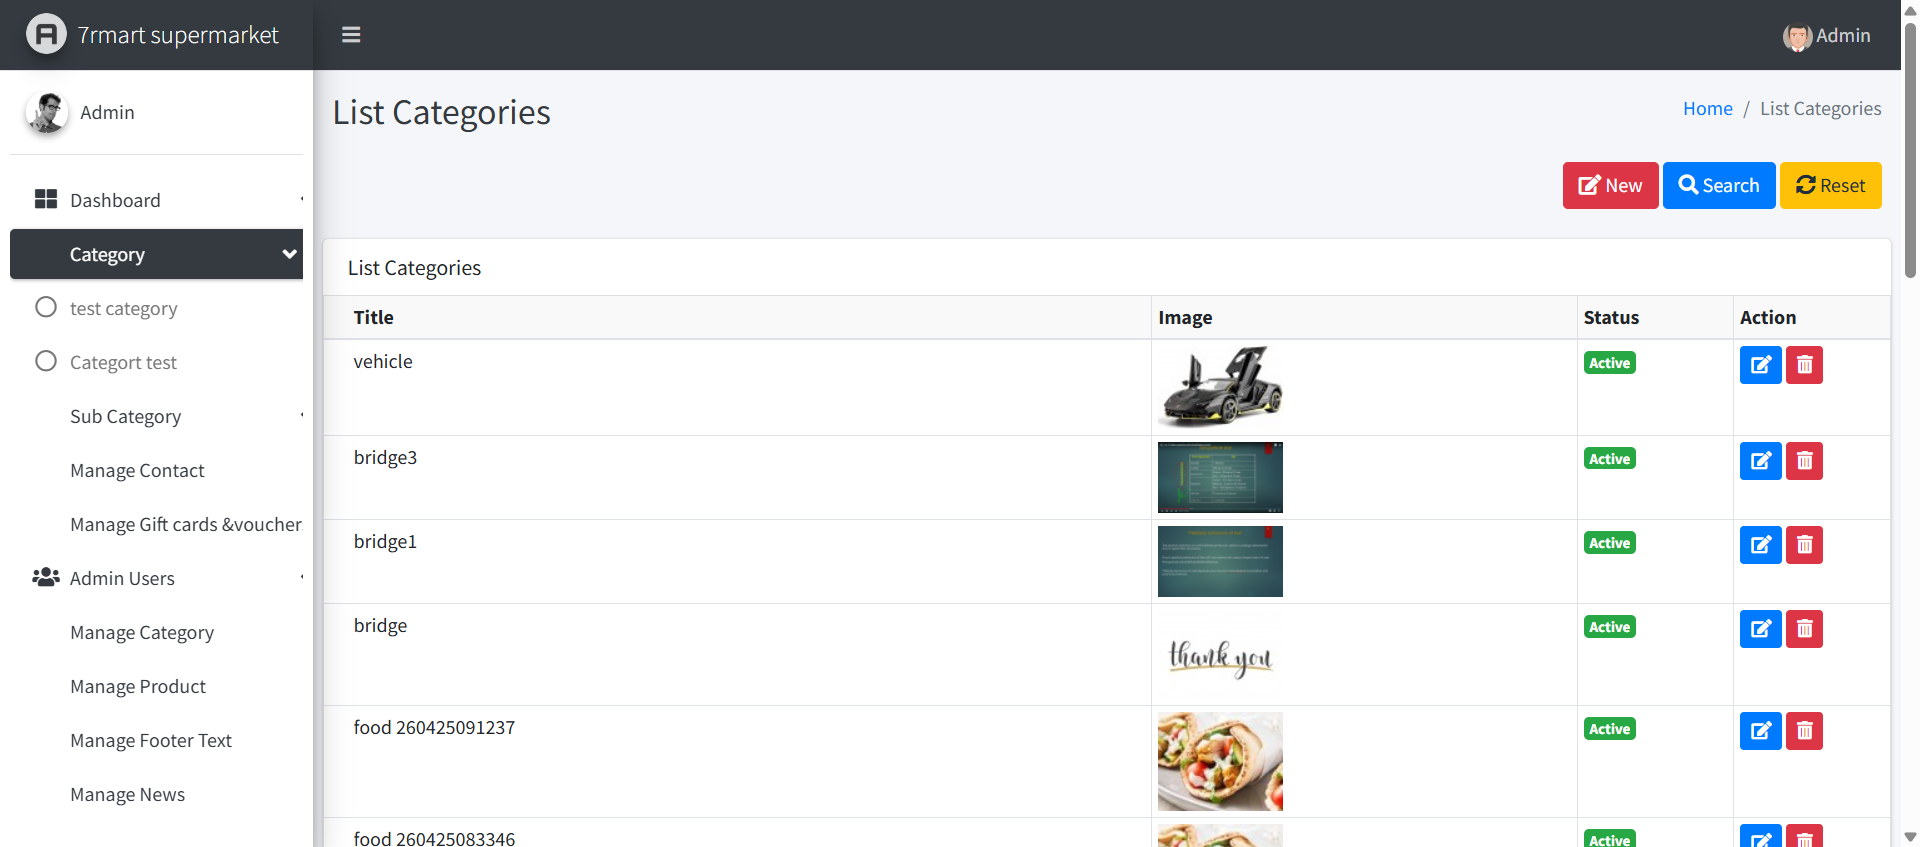 7rmart supermarket
Admin
Admin
Dashboard
Category
test category
Categort test
Sub Category
Manage Contact
Manage Gift cards &voucher
Admin Users
Manage Category
Manage Product
Manage Footer Text
Manage News
List Categories
Home / List Categories
New Search Reset
List Categories
Title Image Status Action
vehicle Active
bridge3 Active
bridge1 Active
bridge thank you Active
food 260425091237 Active
food 260425083346 Active